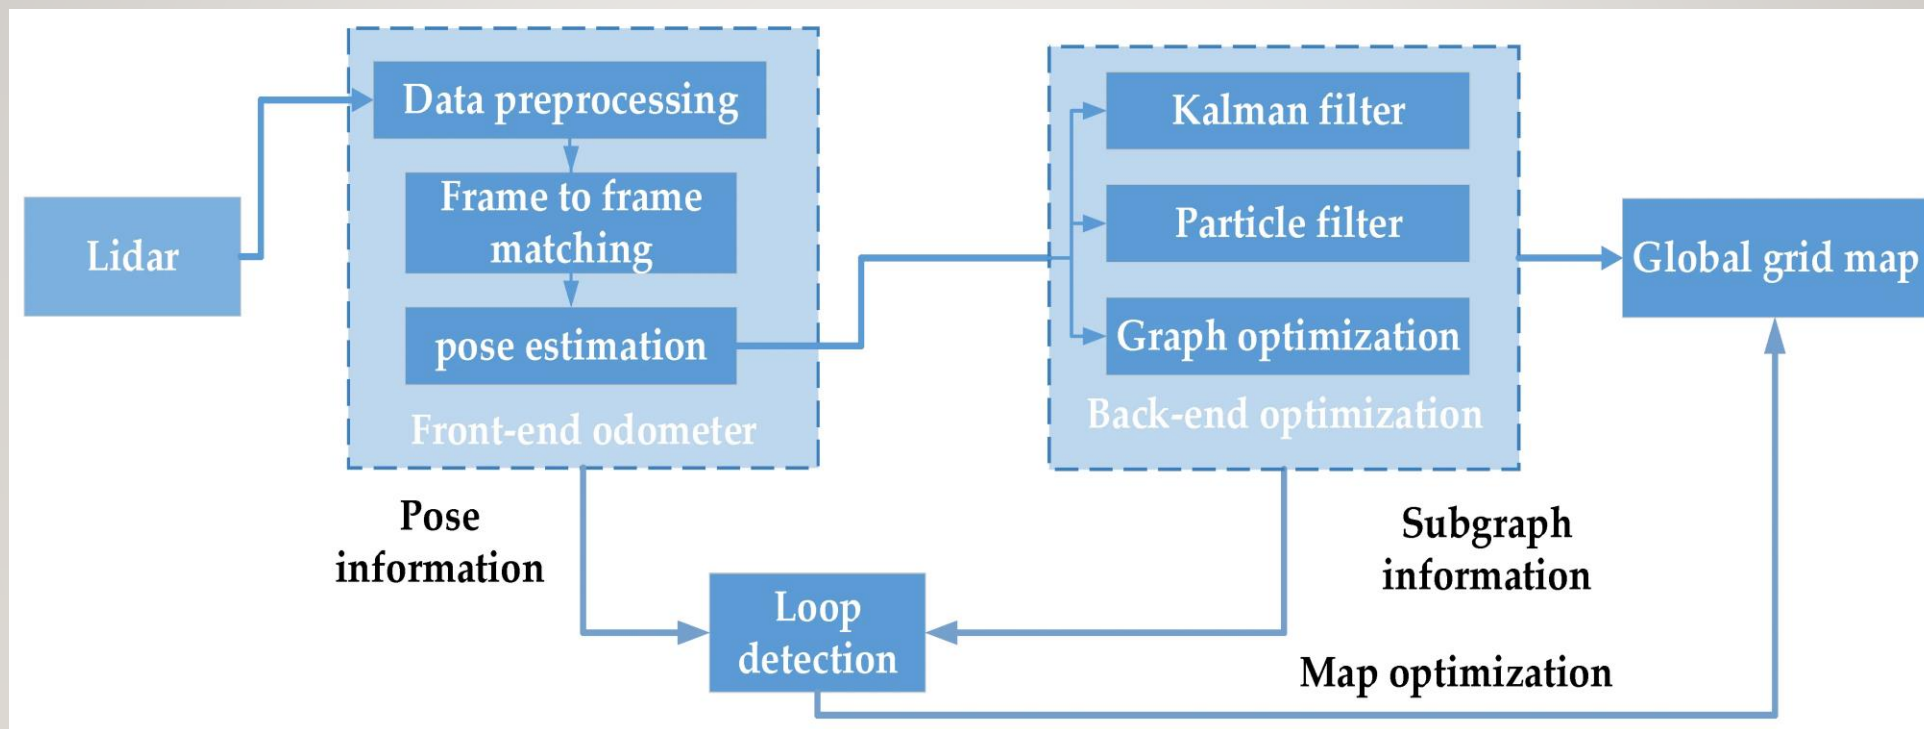 Lidar
Data preprocessing
Frame to frame
matching
pose estimation
Front-end odometer
Kalman filter
Particle filter
Graph optimization
Back-end optimization
Global grid map
Pose
information
Subgraph
information
Loop
detection
Map optimization